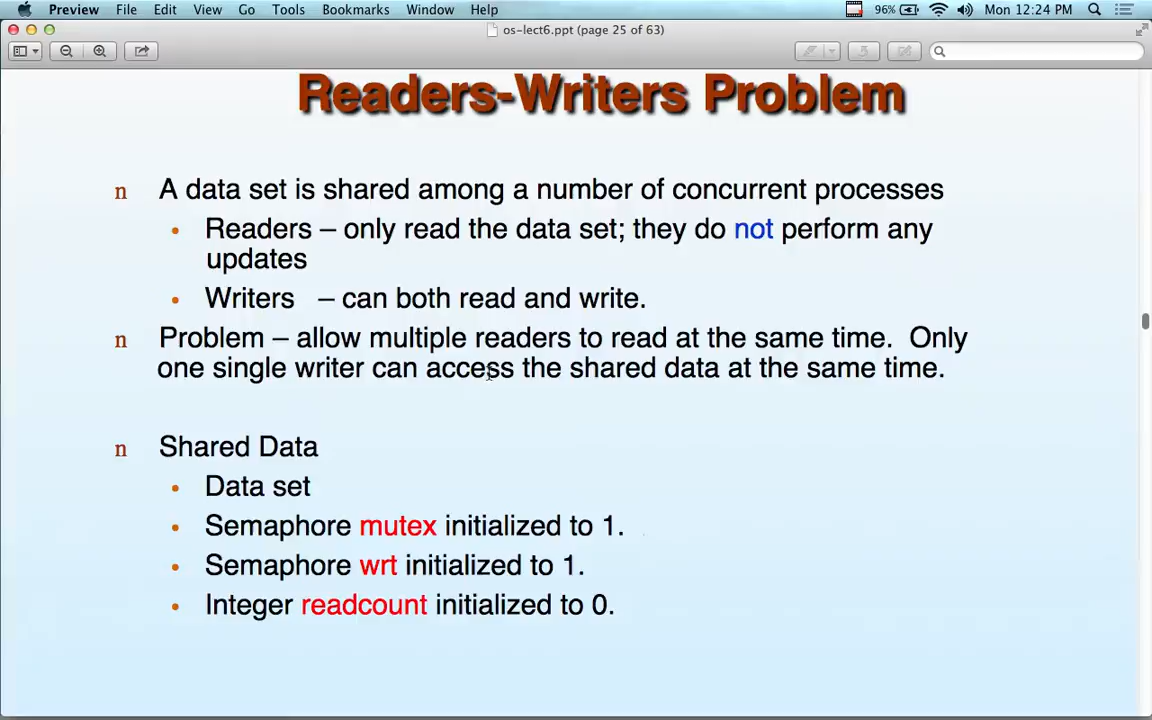 Preview File Edit View Go Tools Bookmarks Window Help 96% Mon 12:24 PM
os-lect6.ppt (page 25 of 63)
Readers-Writers Problem
n A data set is shared among a number of concurrent processes
• Readers – only read the data set; they do not perform any
updates
• Writers – can both read and write.
n Problem – allow multiple readers to read at the same time. Only
one single writer can access the shared data at the same time.
n Shared Data
• Data set
• Semaphore mutex initialized to 1.
• Semaphore wrt initialized to 1.
• Integer readcount initialized to 0.